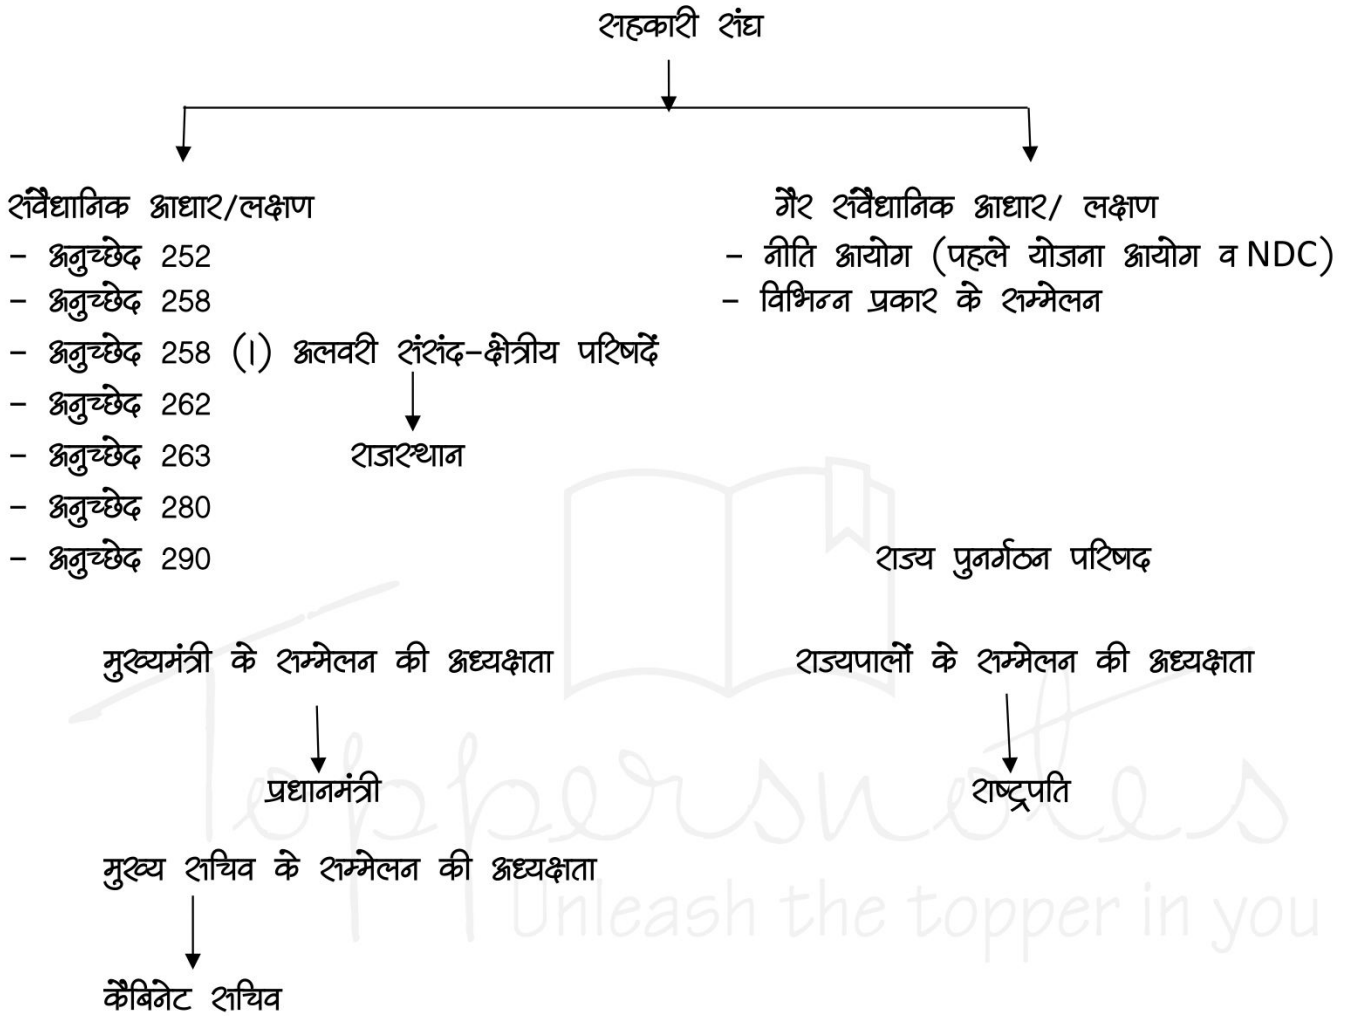 सहकारी संघ
संवैधानिक आधार/लक्षण
– अनुच्छेद 252
– अनुच्छेद 258
– अनुच्छेद 258 (।) अलवरी संसंद-क्षेत्रीय परिषदें
– अनुच्छेद 262
– अनुच्छेद 263
राजस्थान
– अनुच्छेद 280
– अनुच्छेद 290
गैर संवैधानिक आधार/ लक्षण
– नीति आयोग (पहले योजना आयोग व NDC)
– विभिन्न प्रकार के सम्मेलन
राज्य पुनर्गठन परिषद
मुख्यमंत्री के सम्मेलन की अध्यक्षता
प्रधानमंत्री
राज्यपालों के सम्मेलन की अध्यक्षता
राष्ट्रपति
मुख्य सचिव के सम्मेलन की अध्यक्षता
कैबिनेट सचिव
Toppersnotes
Unleash the topper in you